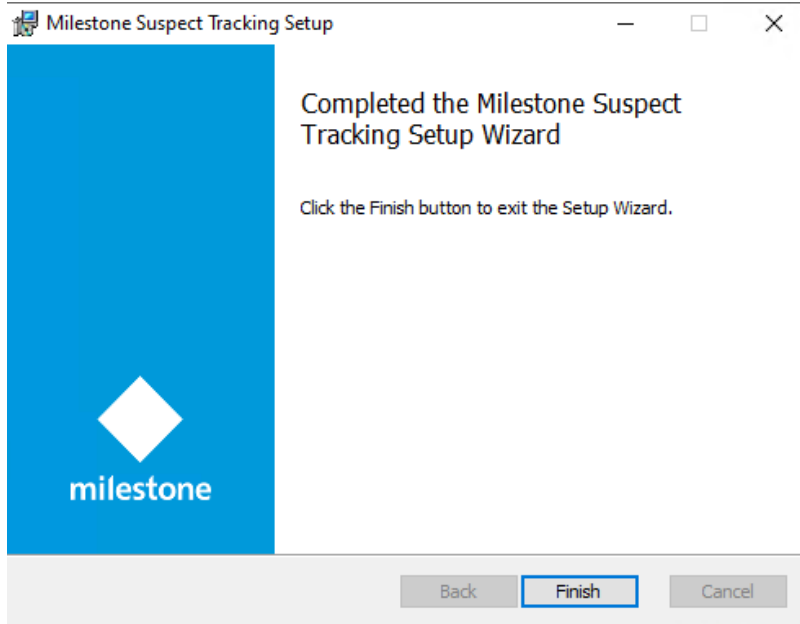 Milestone Suspect Tracking Setup
Completed the Milestone Suspect
Tracking Setup Wizard
Click the Finish button to exit the Setup Wizard.
milestone
Back
Finish
Cancel